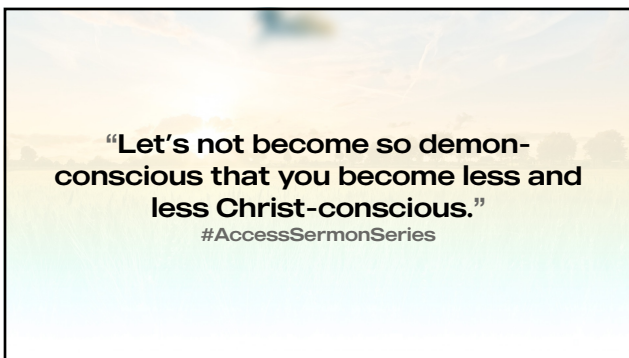 “Let’s not become so demon-
conscious that you become less and
less Christ-conscious.”
#AccessSermonSeries